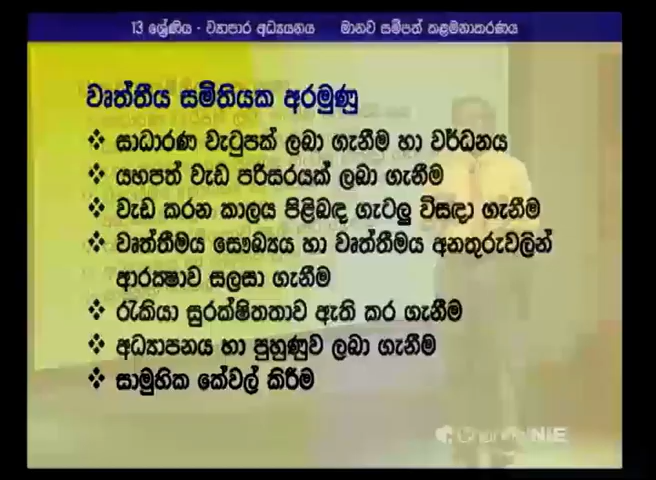 13 ශ්‍රේණිය - ව්‍යාපාර අධ්‍යයනය මානව සම්පත් කළමනාකරණය
වෘත්තීය සමිතියක අරමුණු
❖ සාධාරණ වැටුපක් ලබා ගැනීම හා වර්ධනය
❖ යහපත් වැඩ පරිසරයක් ලබා ගැනීම
❖ වැඩ කරන කාලය පිළිබඳ ගැටලු විසඳා ගැනීම
❖ වෘත්තීමය සෞඛ්‍යය හා වෘත්තීමය අනතුරුවලින්
ආරක්‍ෂාව සලසා ගැනීම
❖ රැකියා සුරක්ෂිතතාව ඇති කර ගැනීම
❖ අධ්‍යාපනය හා පුහුණුව ලබා ගැනීම
❖ සාමුහික කේවල් කිරීම
Channel NIE